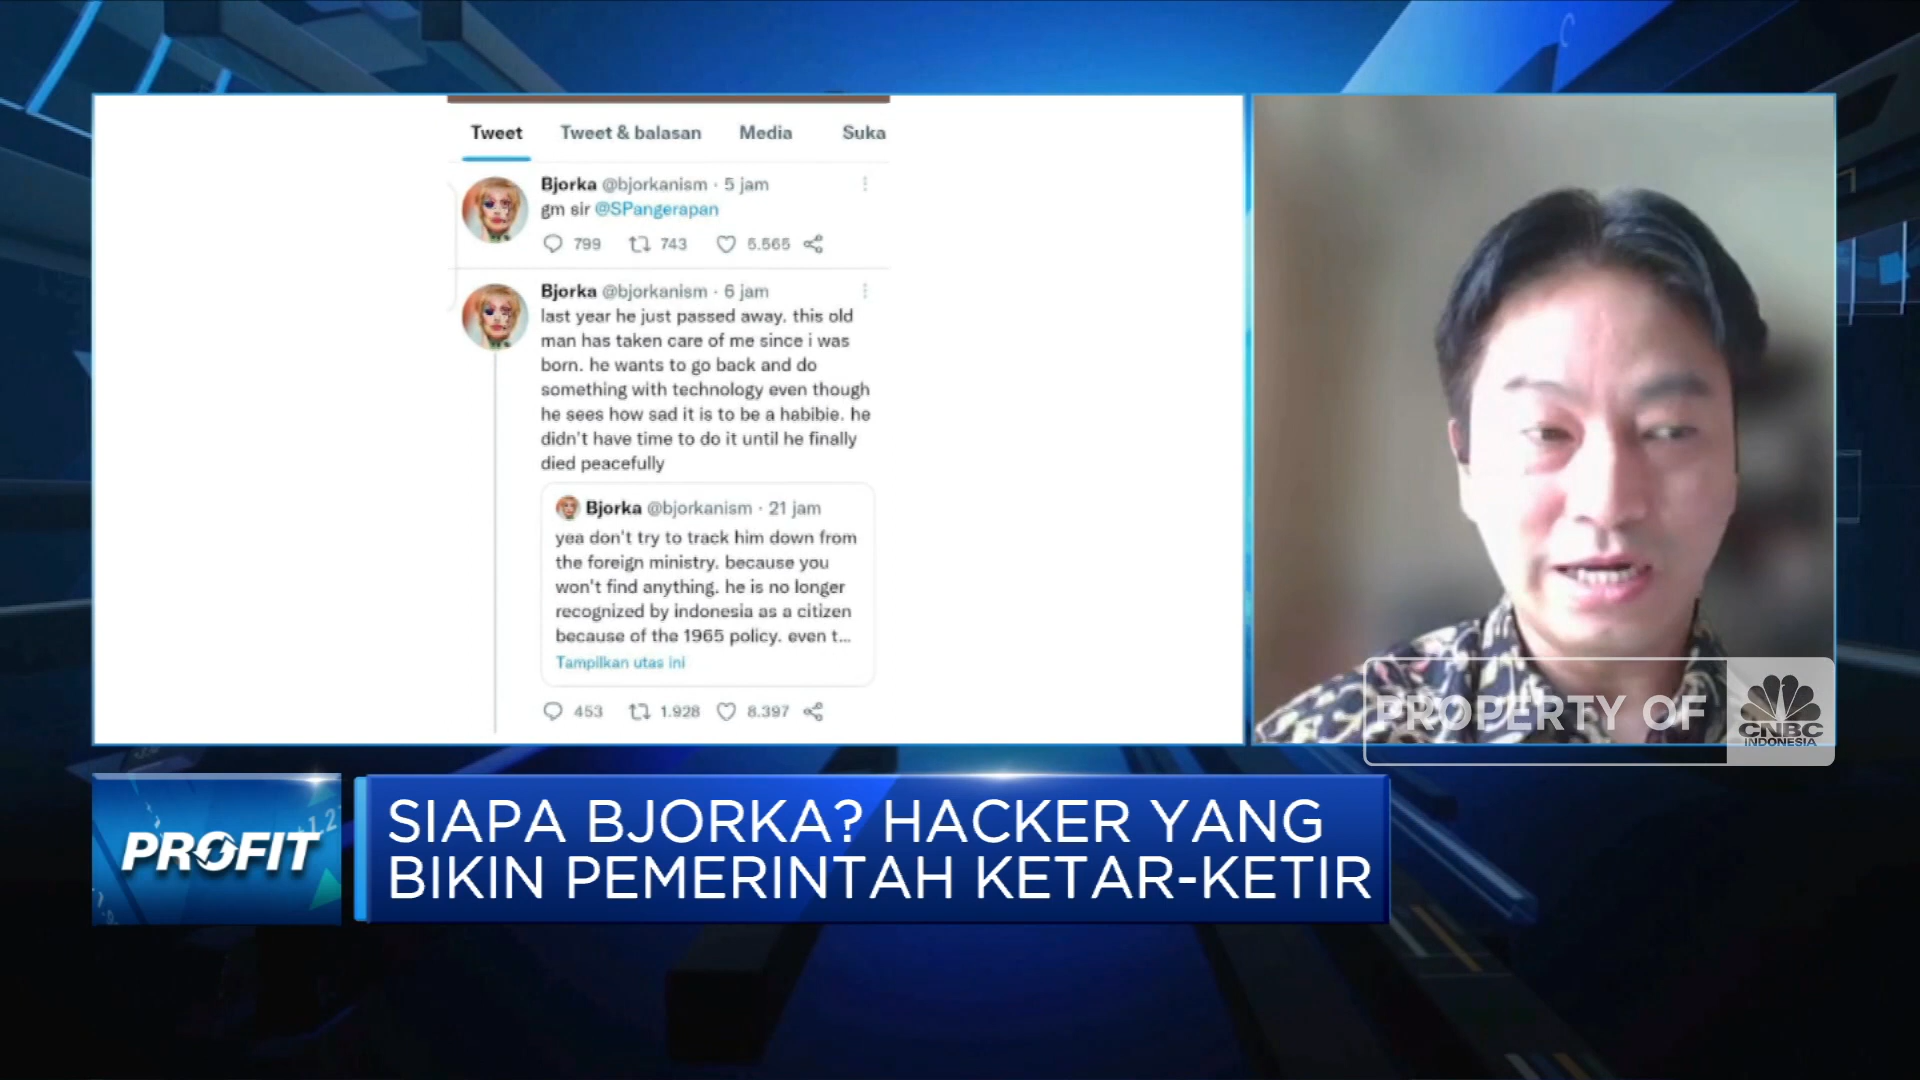 Tweet Tweet & balasan Media Suka
Bjorka @bjorkanism · 5 jam
gm sir @SPangerapan
799 743 5.565
Bjorka @bjorkanism · 6 jam
last year he just passed away. this old
man has taken care of me since i was
born. he wants to go back and do
something with technology even though
he sees how sad it is to be a habibie. he
didn't have time to do it until he finally
died peacefully
Bjorka @bjorkanism · 21 jam
yea don't try to track him down from
the foreign ministry. because you
won't find anything. he is no longer
recognized by indonesia as a citizen
because of the 1965 policy. even t...
Tampilkan utas ini
453 1.928 8.397
PROPERTY OF
CNBC
INDONESIA
PROFIT
SIAPA BJORKA? HACKER YANG
BIKIN PEMERINTAH KETAR-KETIR